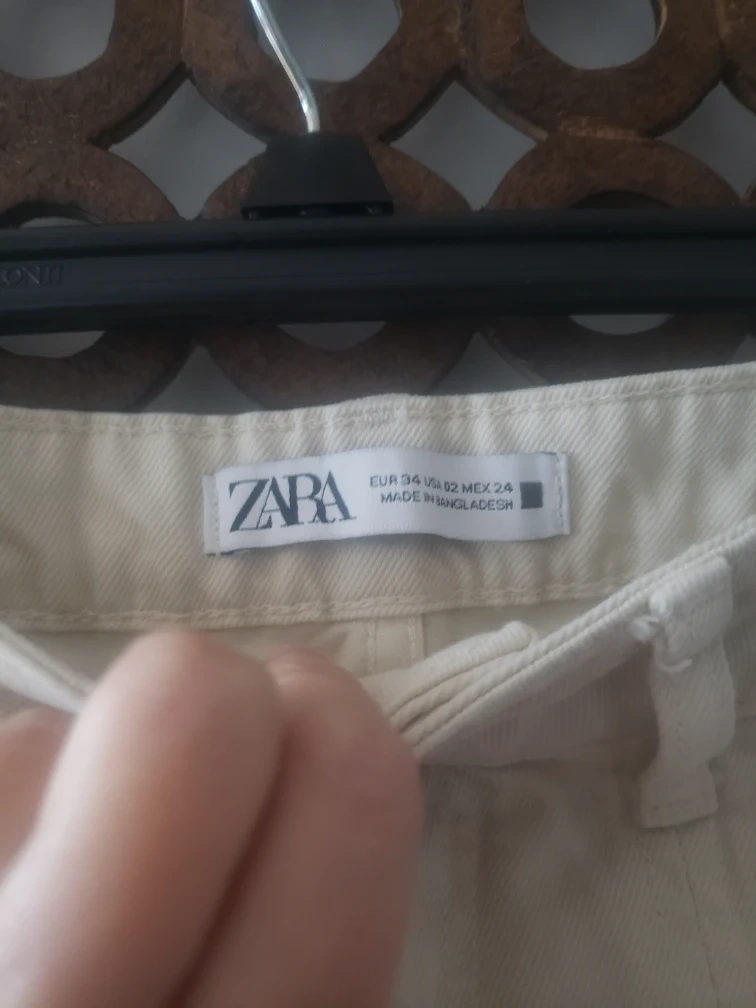 ZARA
EUR 34 USA 02 MEX 24
MADE IN BANGLADESH